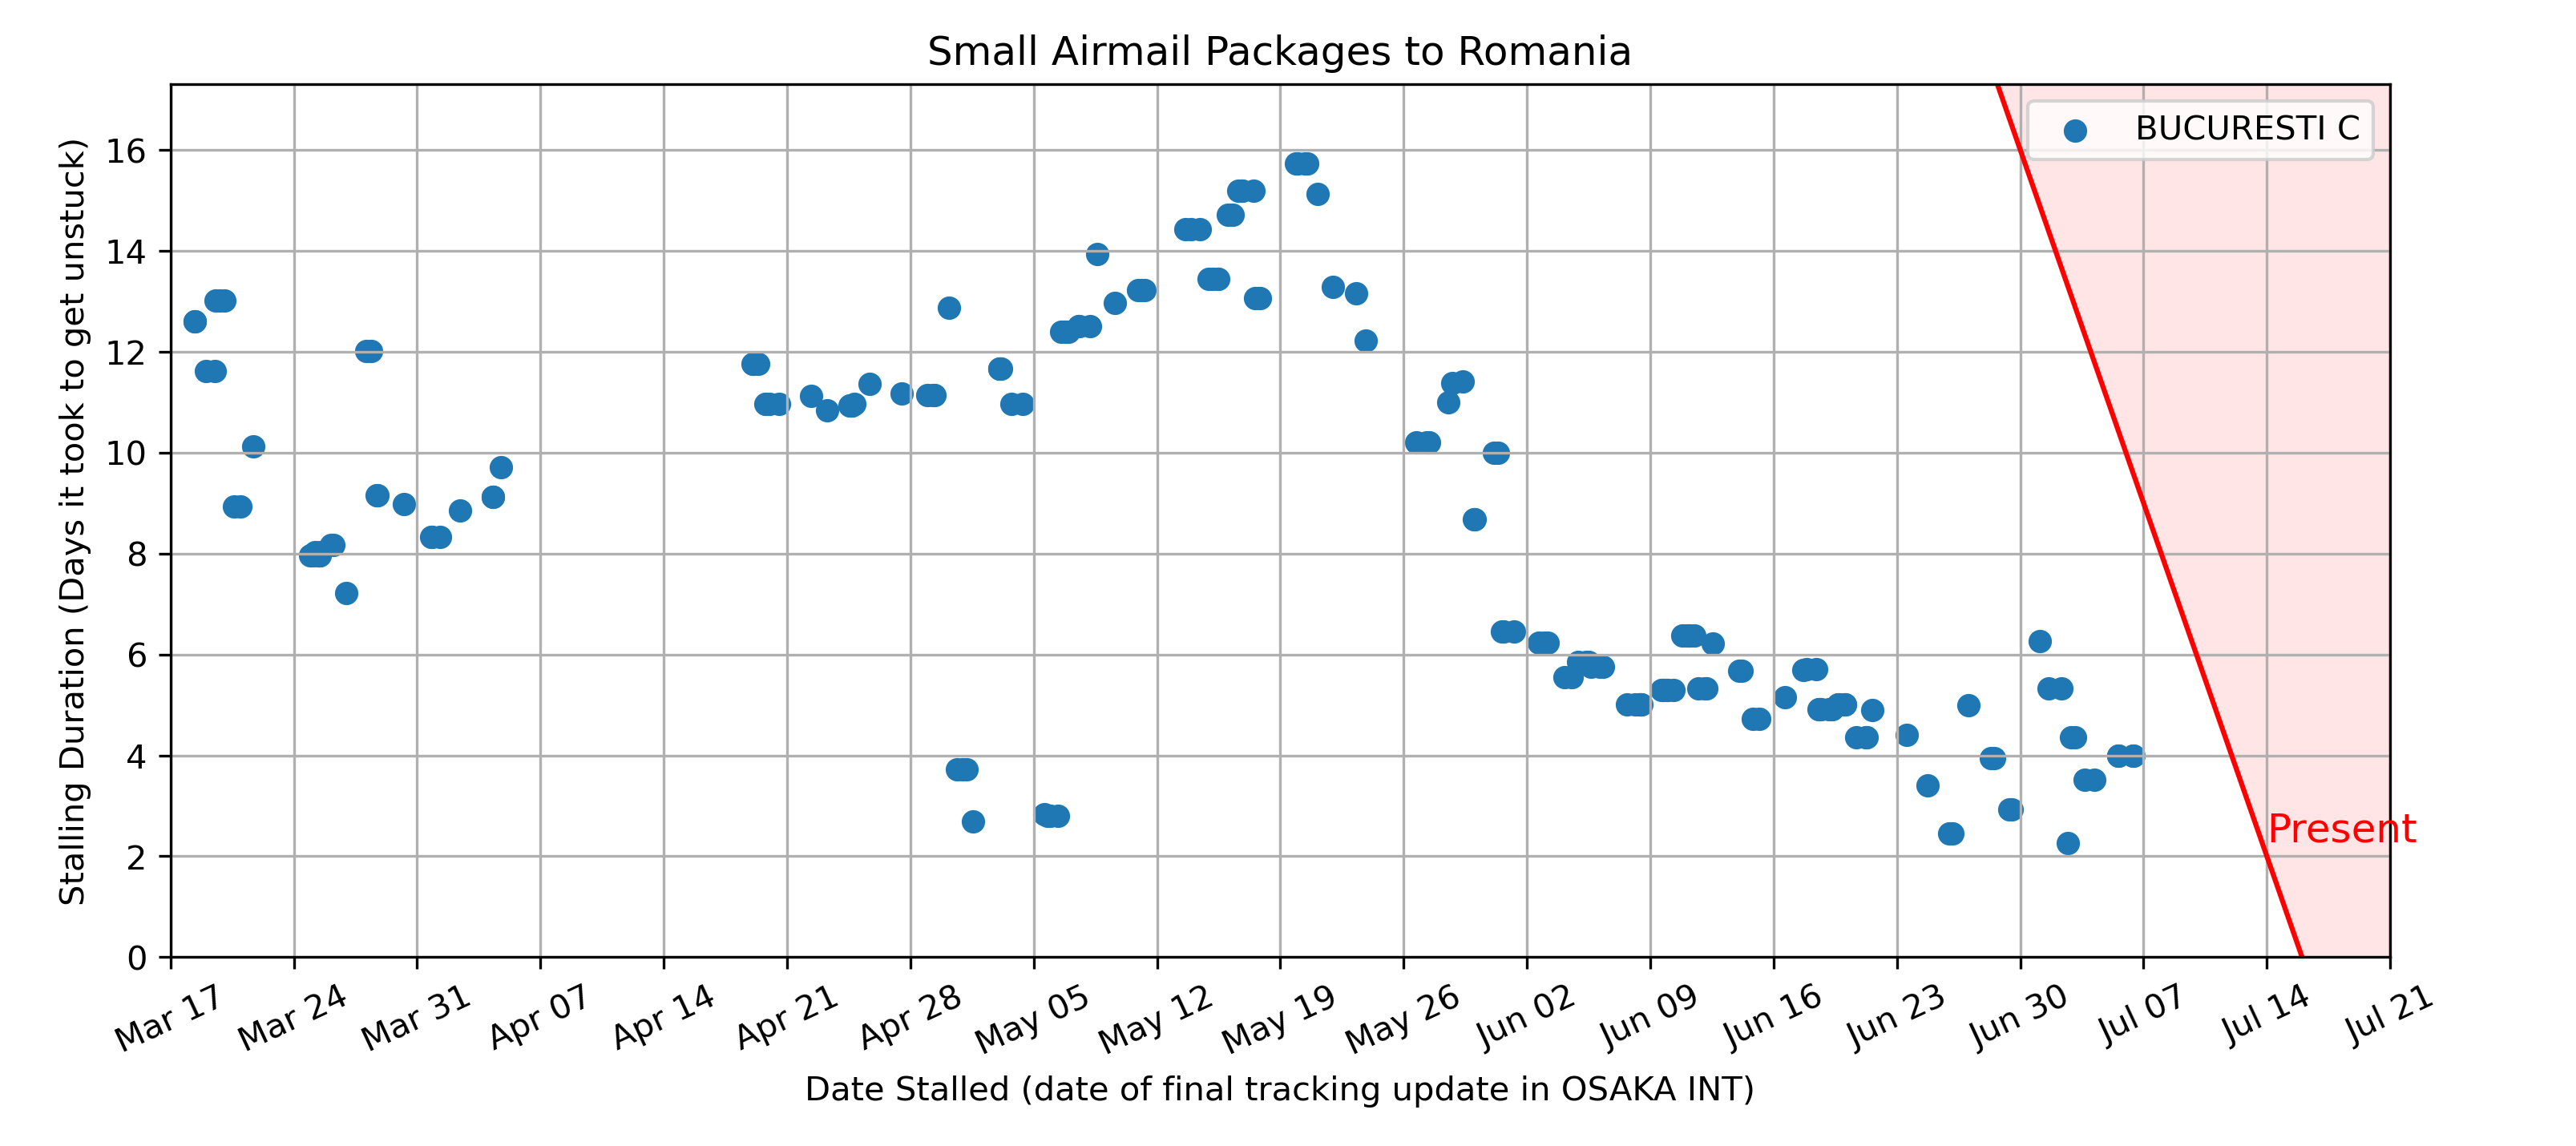 Small Airmail Packages to Romania
BUCURESTI C
Stalling Duration (Days it took to get unstuck)
16
14
12
10
8
6
4
2
0
Present
Mar 17
Mar 24
Mar 31
Apr 07
Apr 14
Apr 21
Apr 28
May 05
May 12
May 19
May 26
Jun 02
Jun 09
Jun 16
Jun 23
Jun 30
Jul 07
Jul 14
Jul 21
Date Stalled (date of final tracking update in OSAKA INT)